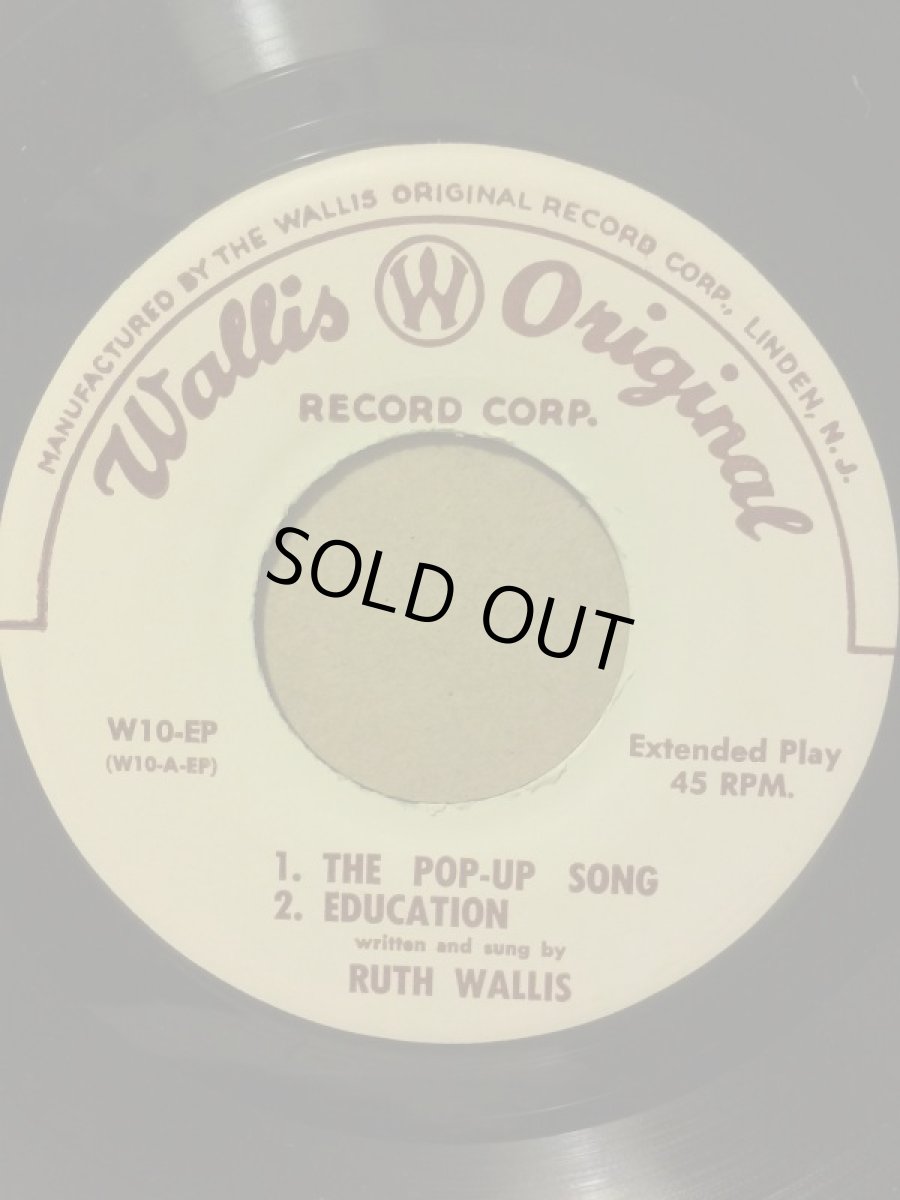 MANUFACTURED BY THE WALLIS ORIGINAL RECORD CORP., LINDEN, N. J.
Wallis W Original
RECORD CORP.
SOLD OUT
W10-EP
(W10-A-EP)
Extended Play
45 RPM.
1. THE POP-UP SONG
2. EDUCATION
written and sung by
RUTH WALLIS